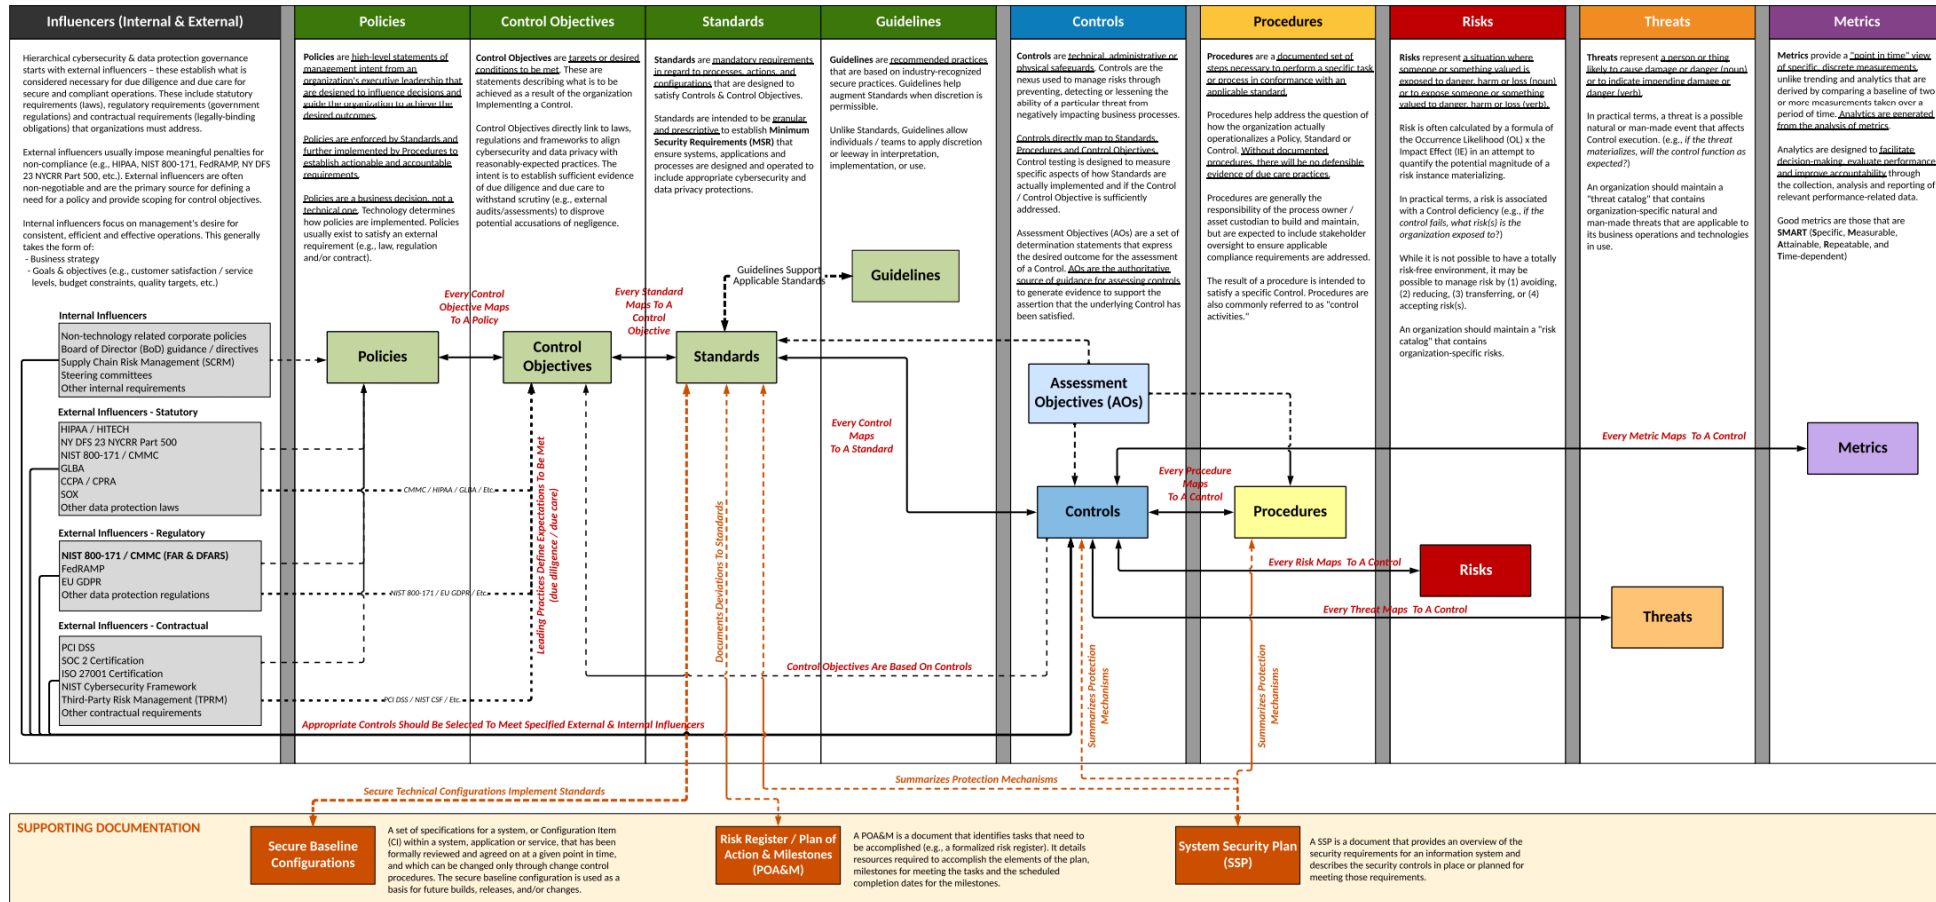 Influencers (Internal & External)
Policies
Control Objectives
Standards
Guidelines
Controls
Procedures
Risks
Threats
Metrics
Hierarchical cybersecurity & data protection governance
starts with external influencers – these establish what is
considered necessary for due diligence and due care for
secure and compliant operations. These include statutory
requirements (laws), regulatory requirements (government
regulations) and contractual requirements (legally-binding
obligations) that organizations must address.
External influencers usually impose meaningful penalties for
non-compliance (e.g., HIPAA, NIST 800-171, FedRAMP, NY DFS
23 NYCRR Part 500, etc.). External influencers are often
non-negotiable and are the primary source for defining a
need for a policy and provide scoping for control objectives.
Internal influencers focus on management's desire for
consistent, efficient and effective operations. This generally
takes the form of:
- Business strategy
- Goals & objectives (e.g., customer satisfaction / service
levels, budget constraints, quality targets, etc.)
Policies are high-level statements of
management intent from an
organization's executive leadership that
are designed to influence decisions and
guide the organization to achieve the
desired outcomes.
Policies are enforced by Standards and
further implemented by Procedures to
establish actionable and accountable
requirements.
Policies are a business decision, not a
technical one. Technology determines
how policies are implemented. Policies
usually exist to satisfy an external
requirement (e.g., law, regulation
and/or contract).
Control Objectives are targets or desired
conditions to be met. These are
statements describing what is to be
achieved as a result of the organization
Implementing a Control.
Control Objectives directly link to laws,
regulations and frameworks to align
cybersecurity and data privacy with
reasonably-expected practices. The
intent is to establish sufficient evidence
of due diligence and due care to
withstand scrutiny (e.g., external
audits/assessments) to disprove
potential accusations of negligence.
Standards are mandatory requirements
in regard to processes, actions, and
configurations that are designed to
satisfy Controls & Control Objectives.
Standards are intended to be granular
and prescriptive to establish Minimum
Security Requirements (MSR) that
ensure systems, applications and
processes are designed and operated to
include appropriate cybersecurity and
data privacy protections.
Guidelines are recommended practices
that are based on industry-recognized
secure practices. Guidelines help
augment Standards when discretion is
permissible.
Unlike Standards, Guidelines allow
individuals / teams to apply discretion
or leeway in interpretation,
implementation, or use.
Controls are technical, administrative or
physical safeguards. Controls are the
nexus used to manage risks through
preventing, detecting or lessening the
ability of a particular threat from
negatively impacting business processes.
Controls directly map to Standards,
Procedures and Control Objectives.
Control testing is designed to measure
specific aspects of how Standards are
actually implemented and if the Control
/ Control Objective is sufficiently
addressed.
Assessment Objectives (AOs) are a set of
determination statements that express
the desired outcome for the assessment
of a Control. AOs are the authoritative
source of guidance for assessing controls
to generate evidence to support the
assertion that the underlying Control has
been satisfied.
Procedures are a documented set of
steps necessary to perform a specific task
or process in conformance with an
applicable standard.
Procedures help address the question of
how the organization actually
operationalizes a Policy, Standard or
Control. Without documented
procedures, there will be no defensible
evidence of due care practices.
Procedures are generally the
responsibility of the process owner /
asset custodian to build and maintain,
but are expected to include stakeholder
oversight to ensure applicable
compliance requirements are addressed.
The result of a procedure is intended to
satisfy a specific Control. Procedures are
also commonly referred to as "control
activities."
Risks represent a situation where
someone or something valued is
exposed to danger, harm or loss (noun)
or to expose someone or something
valued to danger, harm or loss (verb).
Risk is often calculated by a formula of
the Occurrence Likelihood (OL) x the
Impact Effect (IE) in an attempt to
quantify the potential magnitude of a
risk instance materializing.
In practical terms, a risk is associated
with a Control deficiency (e.g., if the
control fails, what risk(s) is the
organization exposed to?)
While it is not possible to have a totally
risk-free environment, it may be
possible to manage risk by (1) avoiding,
(2) reducing, (3) transferring, or (4)
accepting risk(s).
An organization should maintain a "risk
catalog" that contains
organization-specific risks.
Threats represent a person or thing
likely to cause damage or danger (noun)
or to indicate impending damage or
danger (verb).
In practical terms, a threat is a possible
natural or man-made event that affects
Control execution. (e.g., if the threat
materializes, will the control function as
expected?)
An organization should maintain a
"threat catalog" that contains
organization-specific natural and
man-made threats that are applicable to
its business operations and technologies
in use.
Metrics provide a "point in time" view
of specific, discrete measurements,
unlike trending and analytics that are
derived by comparing a baseline of two
or more measurements taken over a
period of time. Analytics are generated
from the analysis of metrics.
Analytics are designed to facilitate
decision-making, evaluate performance
and improve accountability through
the collection, analysis and reporting of
relevant performance-related data.
Good metrics are those that are
SMART (Specific, Measurable,
Attainable, Repeatable, and
Time-dependent)
Guidelines Support
Applicable Standards
Guidelines
Every Control
Objective Maps
To A Policy
Every Standard
Maps To A
Control
Objective
Internal Influencers
Non-technology related corporate policies
Board of Director (BoD) guidance / directives
Supply Chain Risk Management (SCRM)
Steering committees
Other internal requirements
Policies
Control
Objectives
Standards
Assessment
Objectives (AOs)
External Influencers - Statutory
HIPAA / HITECH
NY DFS 23 NYCRR Part 500
NIST 800-171 / CMMC
GLBA
CCPA / CPRA
SOX
Other data protection laws
CMMC / HIPAA / GLBA / Etc.
Leading Practices Define Expectations To Be Met
(due diligence / due care)
Every Control
Maps
To A Standard
Every Metric Maps To A Control
Metrics
Every Procedure
Maps
To A Control
Controls
Procedures
External Influencers - Regulatory
NIST 800-171 / CMMC (FAR & DFARS)
FedRAMP
EU GDPR
Other data protection regulations
NIST 800-171 / EU GDPR / Etc.
Documents Deviations To Standards
Every Risk Maps To A Control
Risks
Every Threat Maps To A Control
Threats
External Influencers - Contractual
PCI DSS
SOC 2 Certification
ISO 27001 Certification
NIST Cybersecurity Framework
Third-Party Risk Management (TPRM)
Other contractual requirements
PCI DSS / NIST CSF / Etc.
Control Objectives Are Based On Controls
Summarizes Protection
Mechanisms
Summarizes Protection
Mechanisms
Appropriate Controls Should Be Selected To Meet Specified External & Internal Influencers
Summarizes Protection Mechanisms
Secure Technical Configurations Implement Standards
SUPPORTING DOCUMENTATION
Secure Baseline
Configurations
A set of specifications for a system, or Configuration Item
(CI) within a system, application or service, that has been
formally reviewed and agreed on at a given point in time,
and which can be changed only through change control
procedures. The secure baseline configuration is used as a
basis for future builds, releases, and/or changes.
Risk Register / Plan of
Action & Milestones
(POA&M)
A POA&M is a document that identifies tasks that need to
be accomplished (e.g., a formalized risk register). It details
resources required to accomplish the elements of the plan,
milestones for meeting the tasks and the scheduled
completion dates for the milestones.
System Security Plan
(SSP)
A SSP is a document that provides an overview of the
security requirements for an information system and
describes the security controls in place or planned for
meeting those requirements.